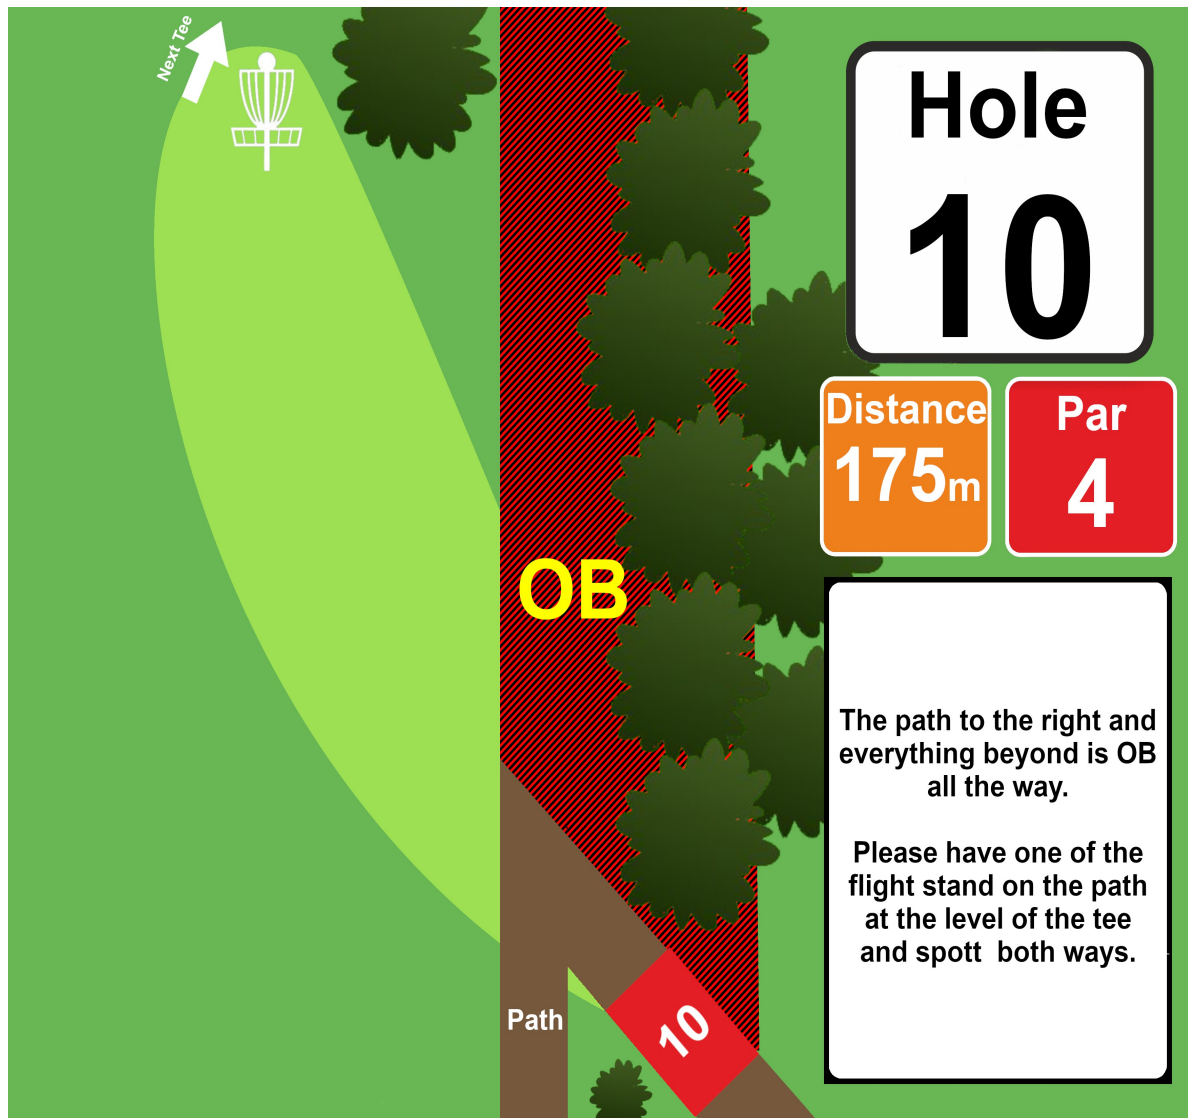 Next Tee
Hole
10
Distance
175m
Par
4
OB
The path to the right and
everything beyond is OB
all the way.
Please have one of the
flight stand on the path
at the level of the tee
and spott  both ways.
Path
10